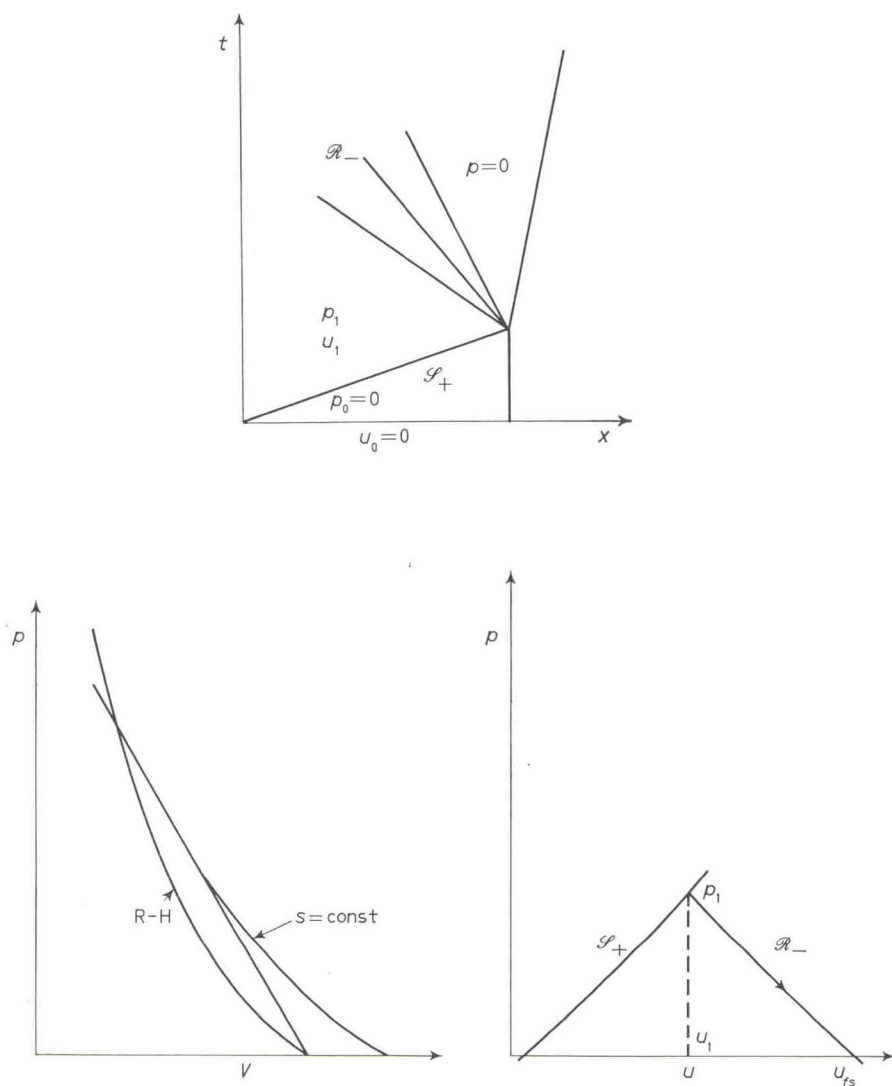 t
ℛ₋
p=0
p₁
u₁
𝒮₊
p₀=0
u₀=0
x
p
R-H
s=const
V
p
𝒮₊
p₁
ℛ₋
u₁
u
u_fs